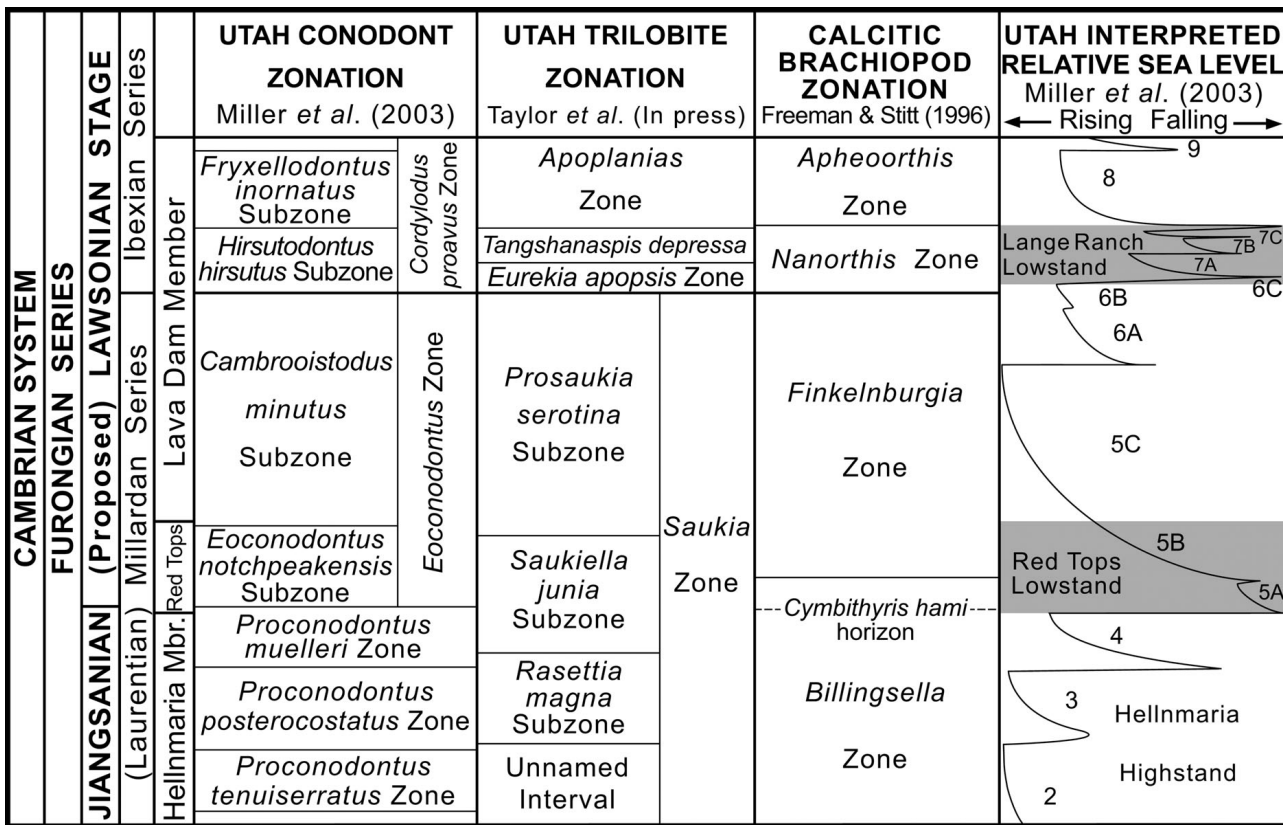 CAMBRIAN SYSTEM
FURONGIAN SERIES
(Proposed) LAWSONIAN STAGE
JIANGSANIAN
Ibexian Series
(Laurentian) Millardan Series
Lava Dam Member
Red Tops
Hellnmaria Mbr.
UTAH CONODONT
ZONATION
Miller et al. (2003)
Fryxellodontus
inornatus
Subzone
Hirsutodontus
hirsutus Subzone
Cordylodus
proavus Zone
Cambrooistodus
minutus
Subzone
Eoconodontus
notchpeakensis
Subzone
Eoconodontus Zone
Proconodontus
muelleri Zone
Proconodontus
posterocostatus Zone
Proconodontus
tenuiserratus Zone
UTAH TRILOBITE
ZONATION
Taylor et al. (In press)
Apoplanias
Zone
Tangshanaspis depressa
Eurekia apopsis Zone
Prosaukia
serotina
Subzone
Saukiella
junia
Subzone
Rasettia
magna
Subzone
Unnamed
Interval
Saukia
Zone
CALCITIC
BRACHIOPOD
ZONATION
Freeman & Stitt (1996)
Apheoorthis
Zone
Nanorthis Zone
Finkelnburgia
Zone
Cymbithyris hami
horizon
Billingsella
Zone
UTAH INTERPRETED
RELATIVE SEA LEVEL
Miller et al. (2003)
← Rising Falling →
9
8
7C
Lange Ranch
Lowstand
7B
7A
6C
6B
6A
5C
5B
Red Tops
Lowstand
5A
4
3
Hellnmaria
Highstand
2